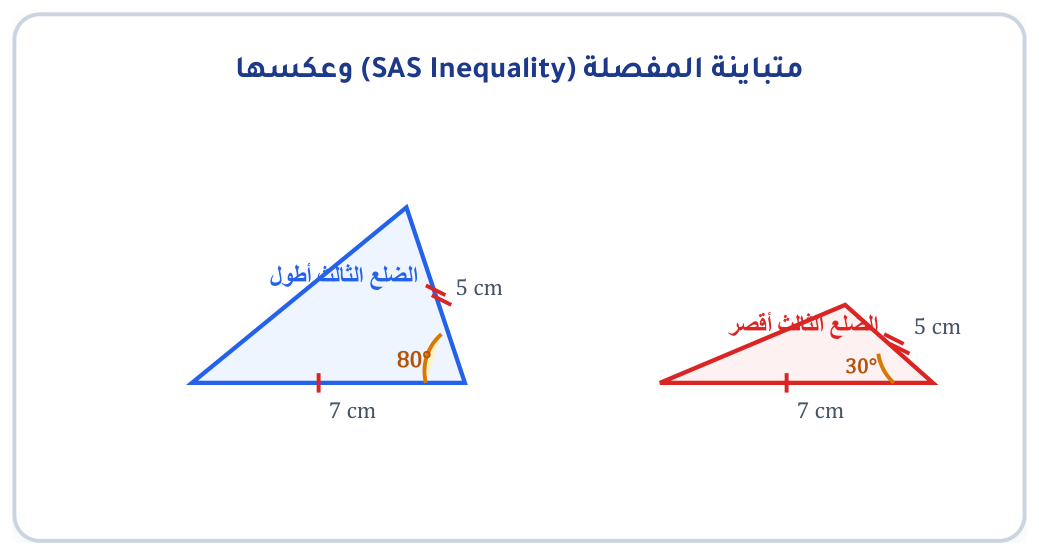 متباينة المفصلة (SAS Inequality) وعكسها
الضلع الثالث أطول
5 cm
80°
7 cm
الضلع الثالث أقصر
5 cm
30°
7 cm